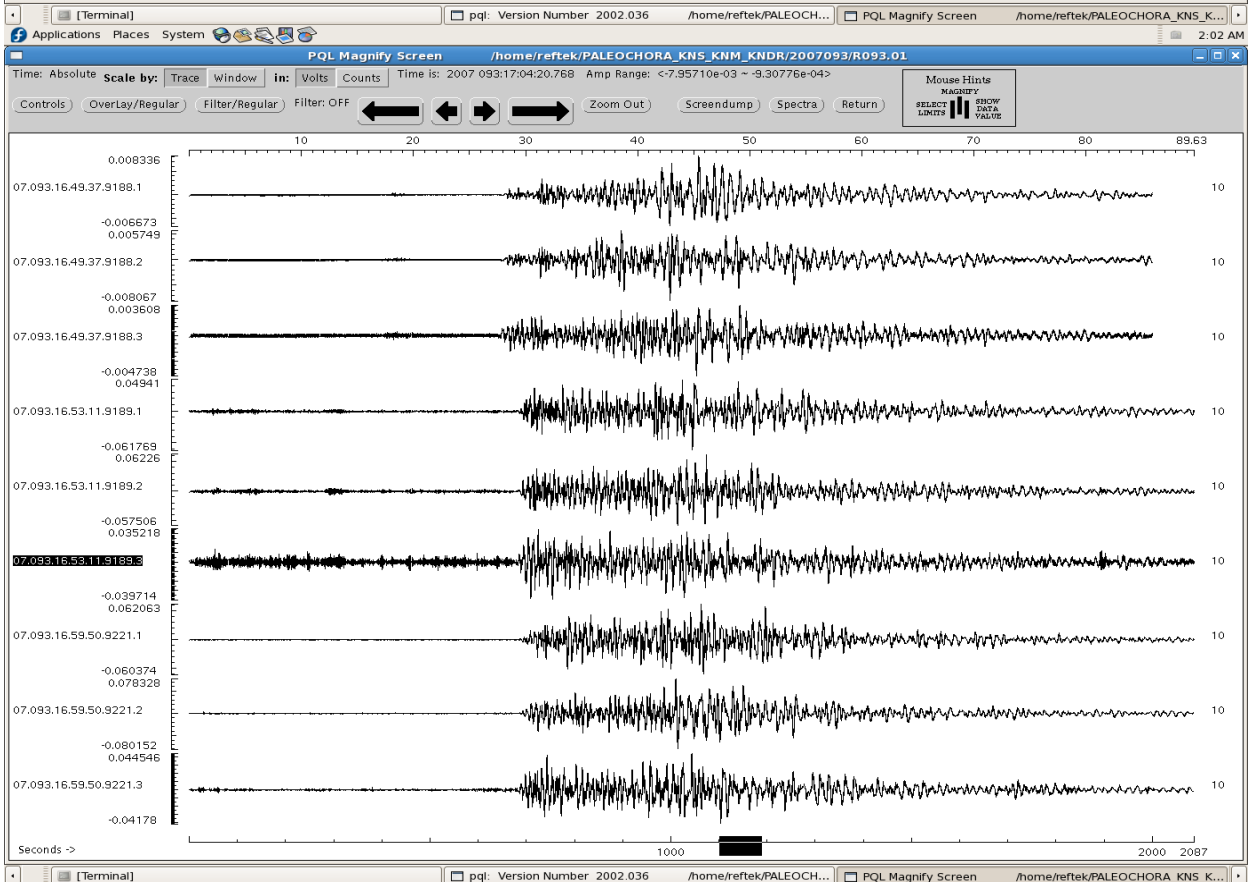 [Terminal] pql: Version Number 2002.036 /home/reftek/PALEOCH... PQL Magnify Screen /home/reftek/PALEOCHORA_KNS_K...
Applications Places System 2:02 AM
PQL Magnify Screen /home/reftek/PALEOCHORA_KNS_KNM_KNDR/2007093/R093.01
Time: Absolute Scale by: Trace Window in: Volts Counts Time is: 2007 093:17:04:20.768 Amp Range: <-7.95710e-03 ~ -9.30776e-04>
Mouse Hints
MAGNIFY
SELECT LIMITS
SHOW DATA VALUE
Controls OverLay/Regular Filter/Regular Filter: OFF Zoom Out Screendump Spectra Return
10 20 30 40 50 60 70 80 89.63
0.008336
07.093.16.49.37.9188.1 10
-0.006673
0.005749
07.093.16.49.37.9188.2 10
-0.008067
0.003608
07.093.16.49.37.9188.3 10
-0.004738
0.04941
07.093.16.53.11.9189.1 10
-0.061769
0.06226
07.093.16.53.11.9189.2 10
-0.057506
0.035218
07.093.16.53.11.9189.3 10
-0.039714
0.062063
07.093.16.59.50.9221.1 10
-0.060374
0.078328
07.093.16.59.50.9221.2 10
-0.080152
0.044546
07.093.16.59.50.9221.3 10
-0.04178
Seconds -> 1000 2000 2087
[Terminal] pql: Version Number 2002.036 /home/reftek/PALEOCH... PQL Magnify Screen /home/reftek/PALEOCHORA_KNS_K...